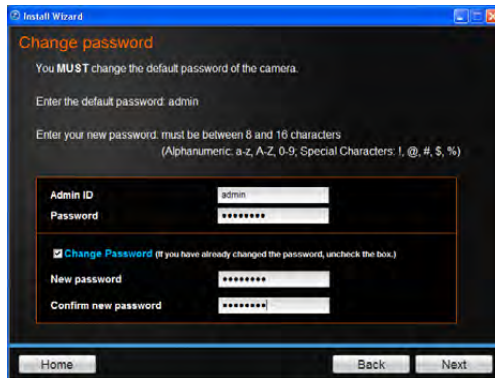 Install Wizard
Change password
You MUST change the default password of the camera.
Enter the default password: admin
Enter your new password: must be between 8 and 16 characters
(Alphanumeric: a-z, A-Z, 0-9; Special Characters: !, @, #, $, %)
Admin ID admin
Password ••••••••
Change Password (If you have already changed the password, uncheck the box.)
New password ••••••••
Confirm new password ••••••••
Home Back Next